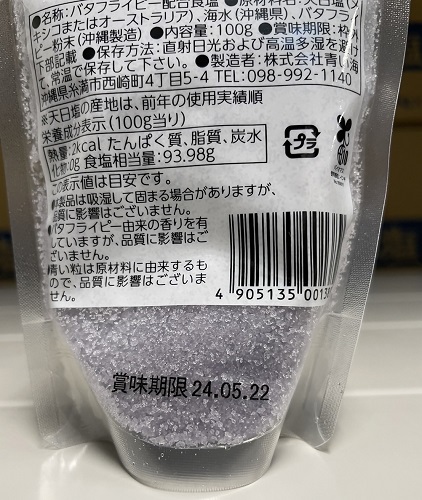 ●名称:バタフライピー配合食塩 ●原材料名:天日塩(メ
キシコまたはオーストラリア)、海水(沖縄県)、バタフラ
イピー粉末(沖縄製造) ●内容量:100g ●賞味期限:枠外
下部記載 ●保存方法:直射日光および高温多湿を避け
て、常温で保存して下さい。 ●製造者:株式会社青い海
沖縄県糸満市西崎町4丁目5-4 TEL:098-992-1140
※天日塩の産地は、前年の使用実績順
栄養成分表示(100g当り)
熱量:2kcal たんぱく質、脂質、炭水
化物:0g 食塩相当量:93.98g
この表示値は目安です。
●本製品は吸湿して固まる場合がありますが、
品質に影響はございません。
●バタフライピー由来の香りを有
していますが、品質に影響はござ
いません。
●青い粒は原材料に由来するも
ので、品質に影響はございませ
ん。
プラ
4 905135 001
賞味期限 24.05.22